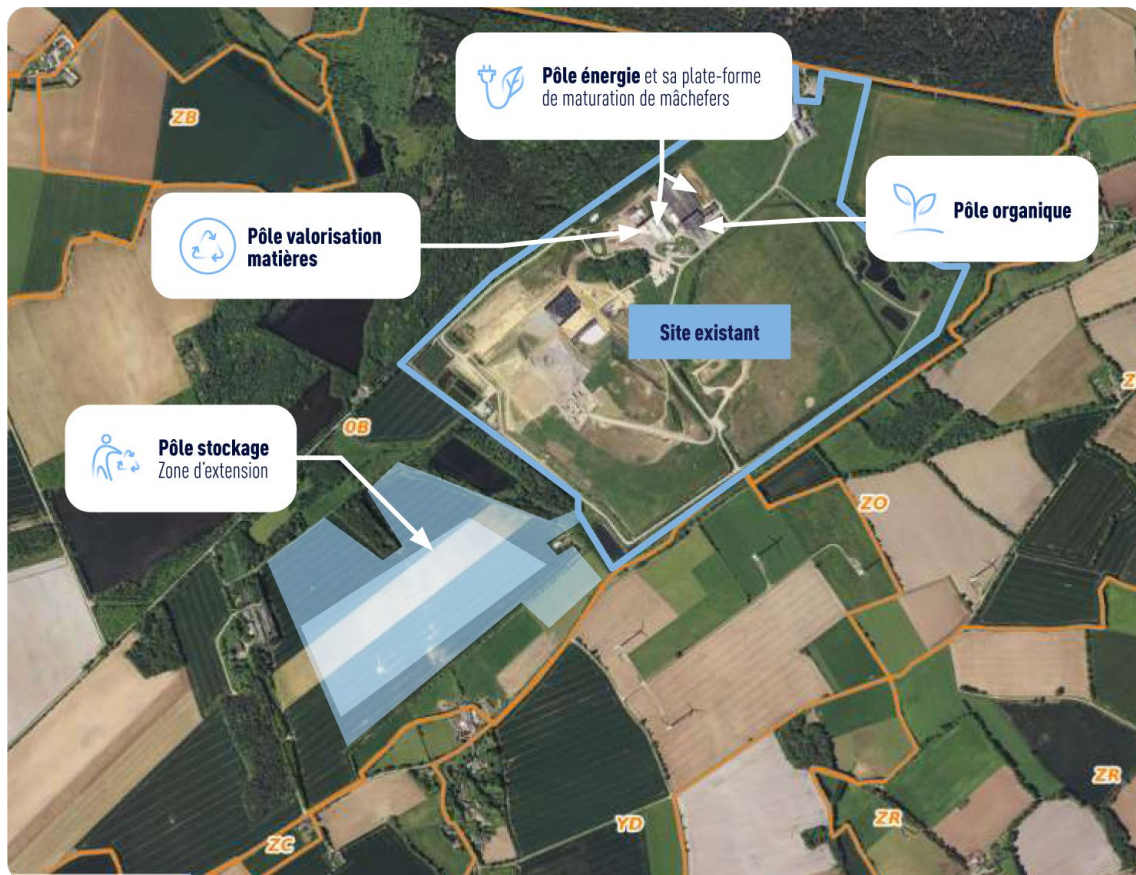 Pôle énergie et sa plate-forme
de maturation de mâchefers
ZB
Pôle organique
Pôle valorisation
matières
Site existant
OB
Pôle stockage
Zone d'extension
ZO
ZR
ZR
YD
ZC